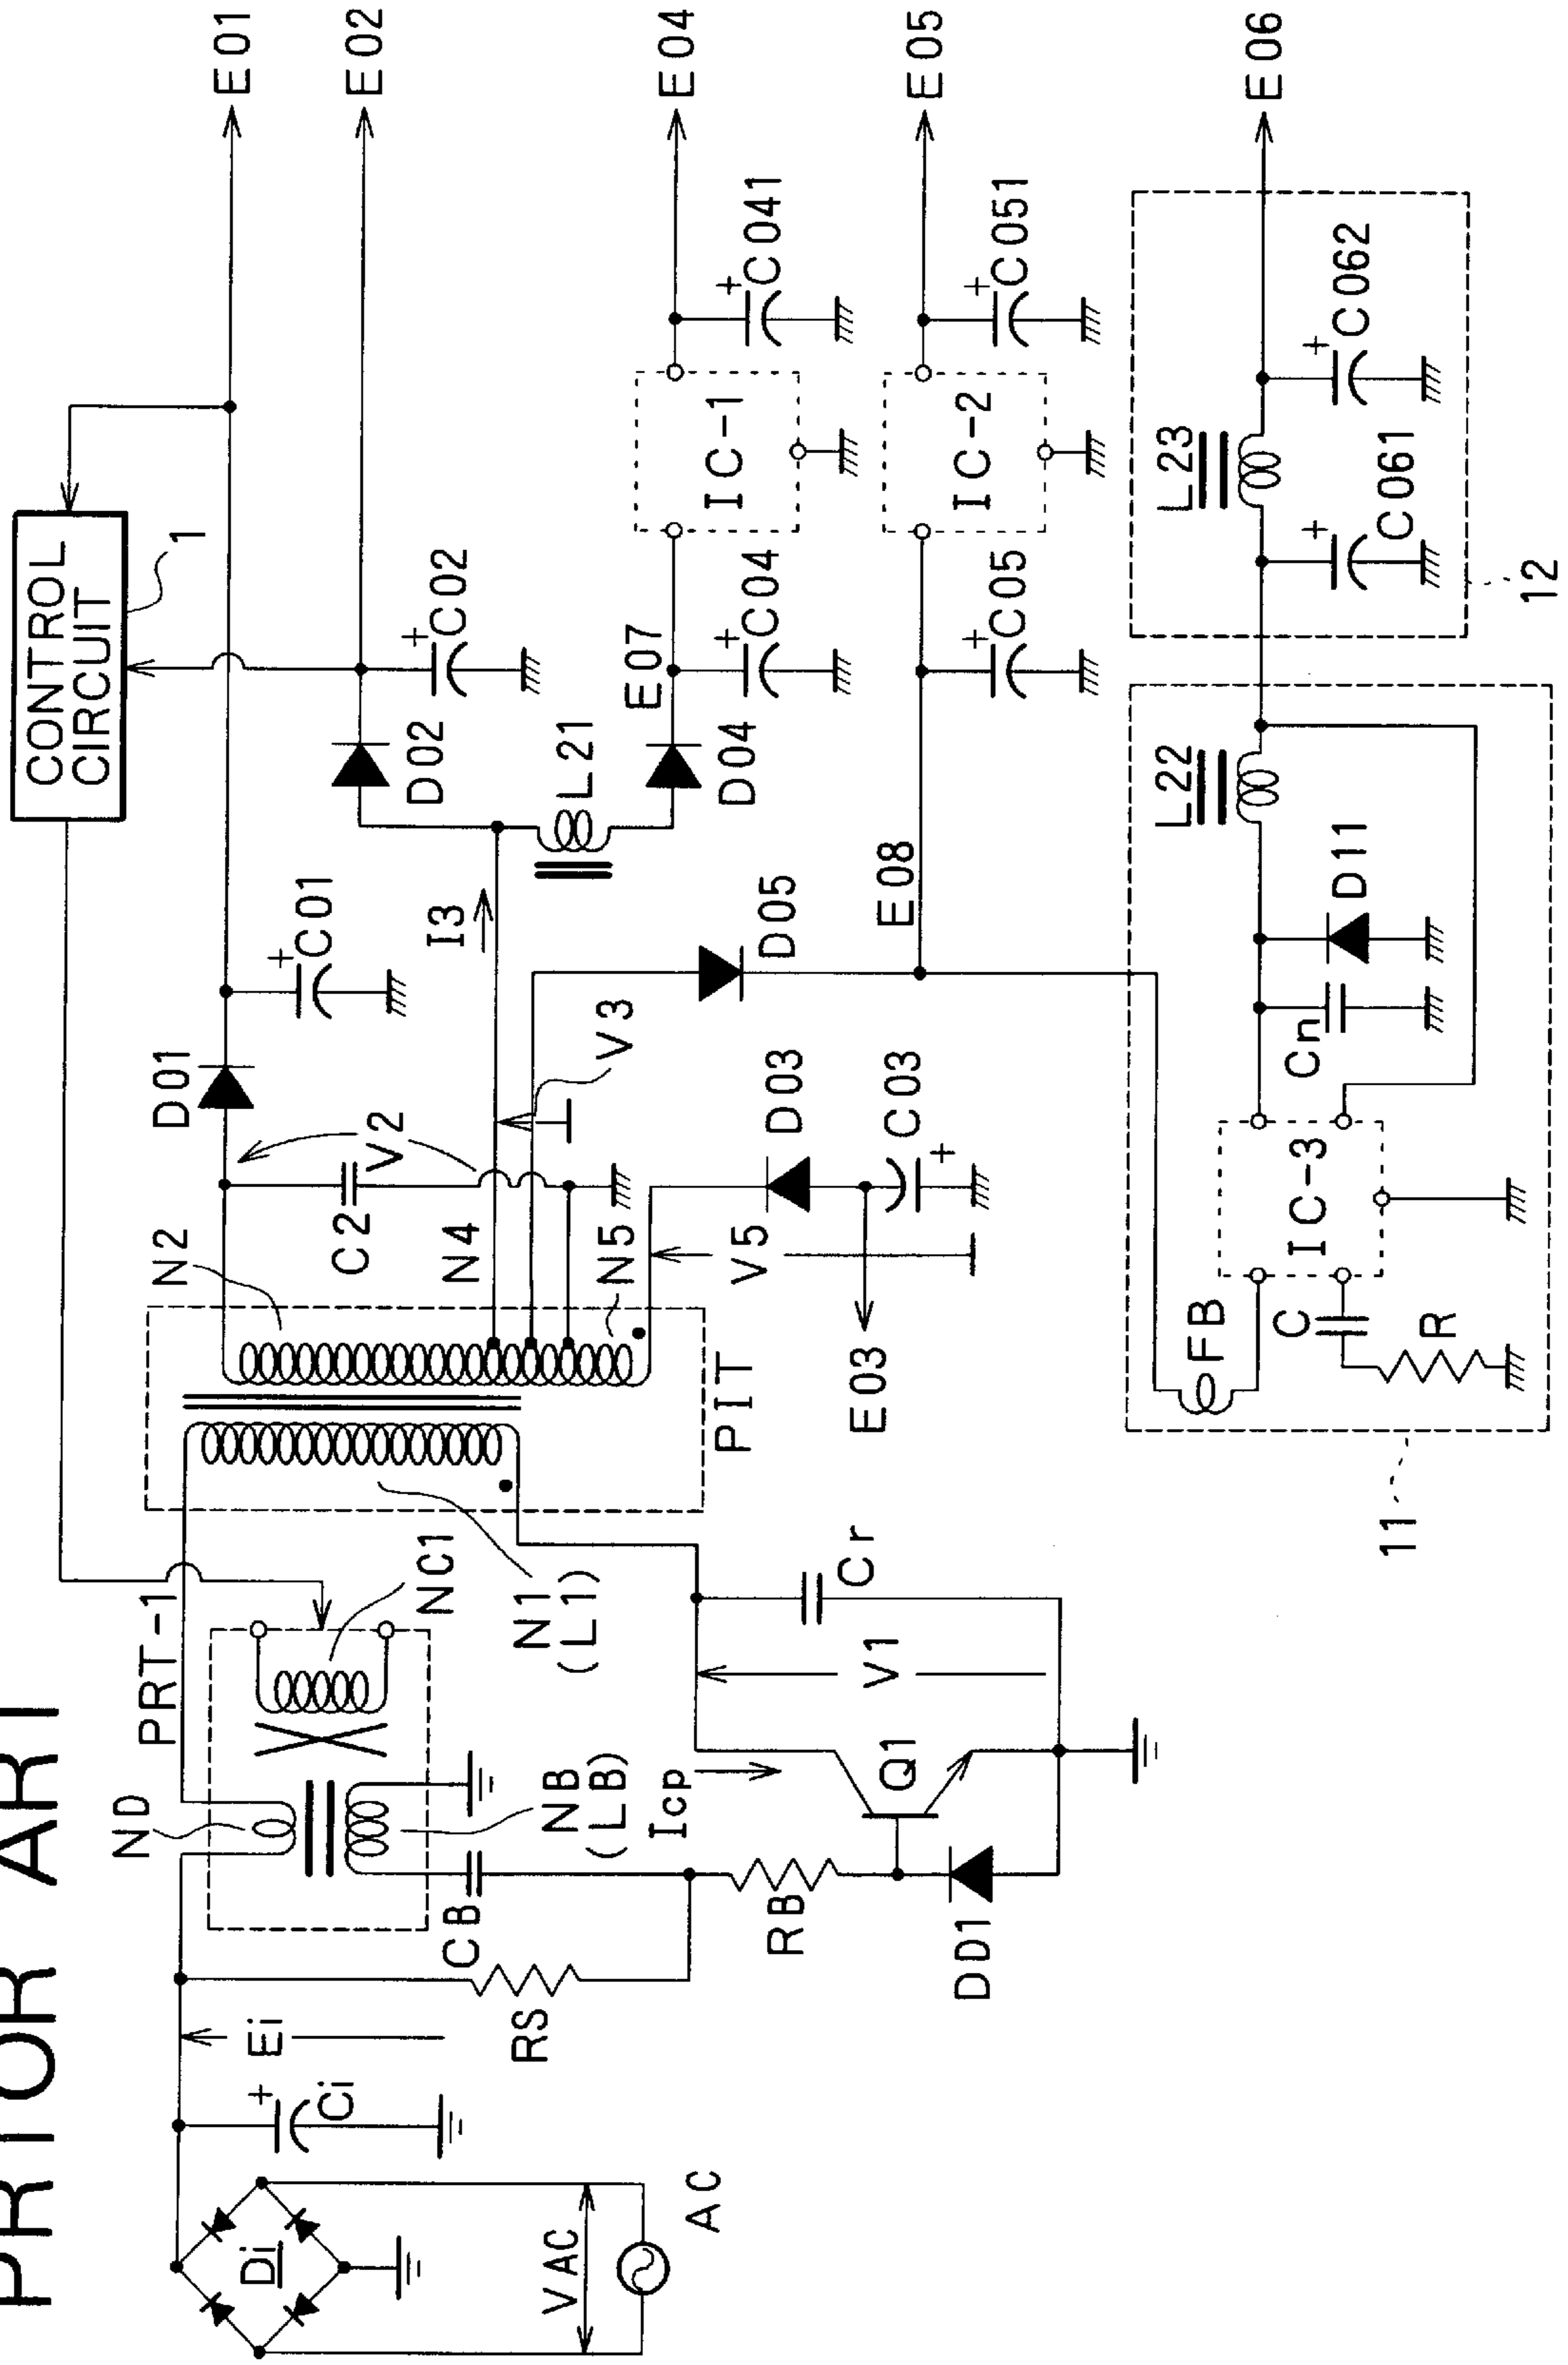 PRIOR ART
CONTROL
CIRCUIT
1
E01
E02
E04
E05
E06
D01
C01
D02
C02
L21
I3
E07
D04
C04
IC-1
C041
D05
E08
C05
IC-2
C051
V2
C2
V3
N2
N4
N5
V5
D03
C03
E03
PIT
PRT-1
ND
NC1
N1
(L1)
NB
(LB)
CB
RS
RB
Icp
Q1
DD1
V1
Cr
Ei
Ci
Di
VAC
AC
FB
C
R
IC-3
Cn
D11
L22
11
L23
C061
C062
12